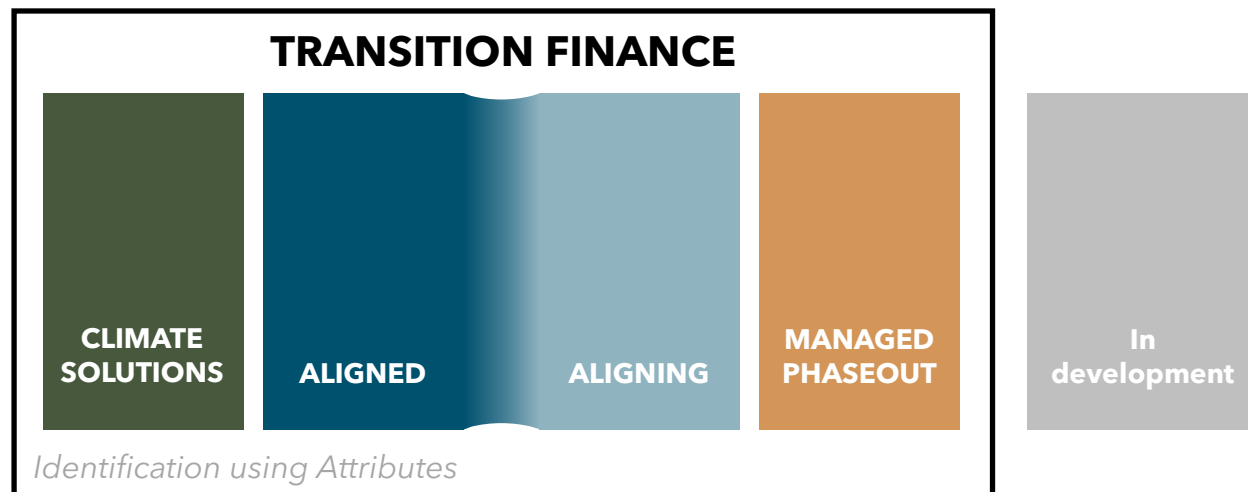 TRANSITION FINANCE
CLIMATE
SOLUTIONS
ALIGNED
ALIGNING
MANAGED
PHASEOUT
In
development
Identification using Attributes